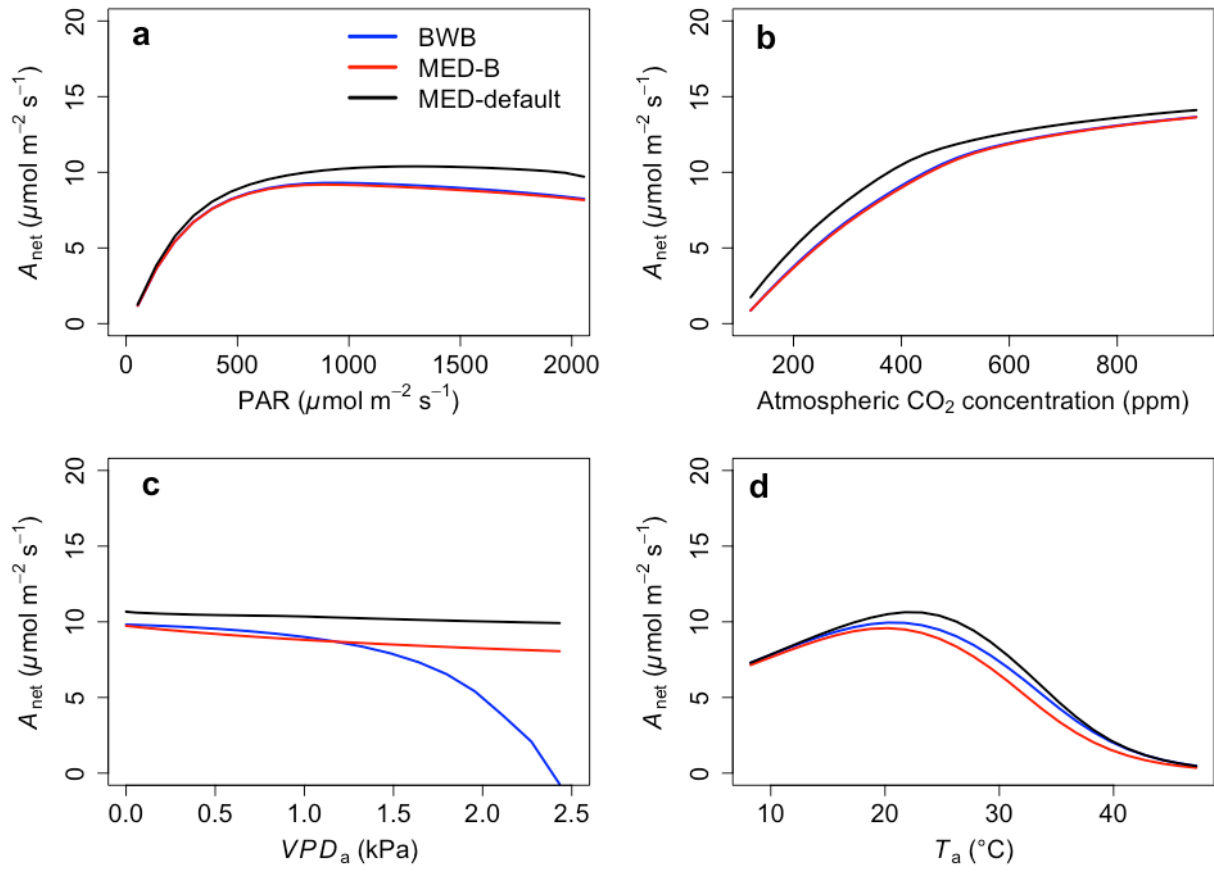 a
BWB
MED-B
MED-default
0 5 10 15 20
A_net (µmol m⁻² s⁻¹)
0 500 1000 1500 2000
PAR (µmol m⁻² s⁻¹)
b
0 5 10 15 20
A_net (µmol m⁻² s⁻¹)
200 400 600 800
Atmospheric CO₂ concentration (ppm)
c
0 5 10 15 20
A_net (µmol m⁻² s⁻¹)
0.0 0.5 1.0 1.5 2.0 2.5
VPD_a (kPa)
d
0 5 10 15 20
A_net (µmol m⁻² s⁻¹)
10 20 30 40
T_a (°C)